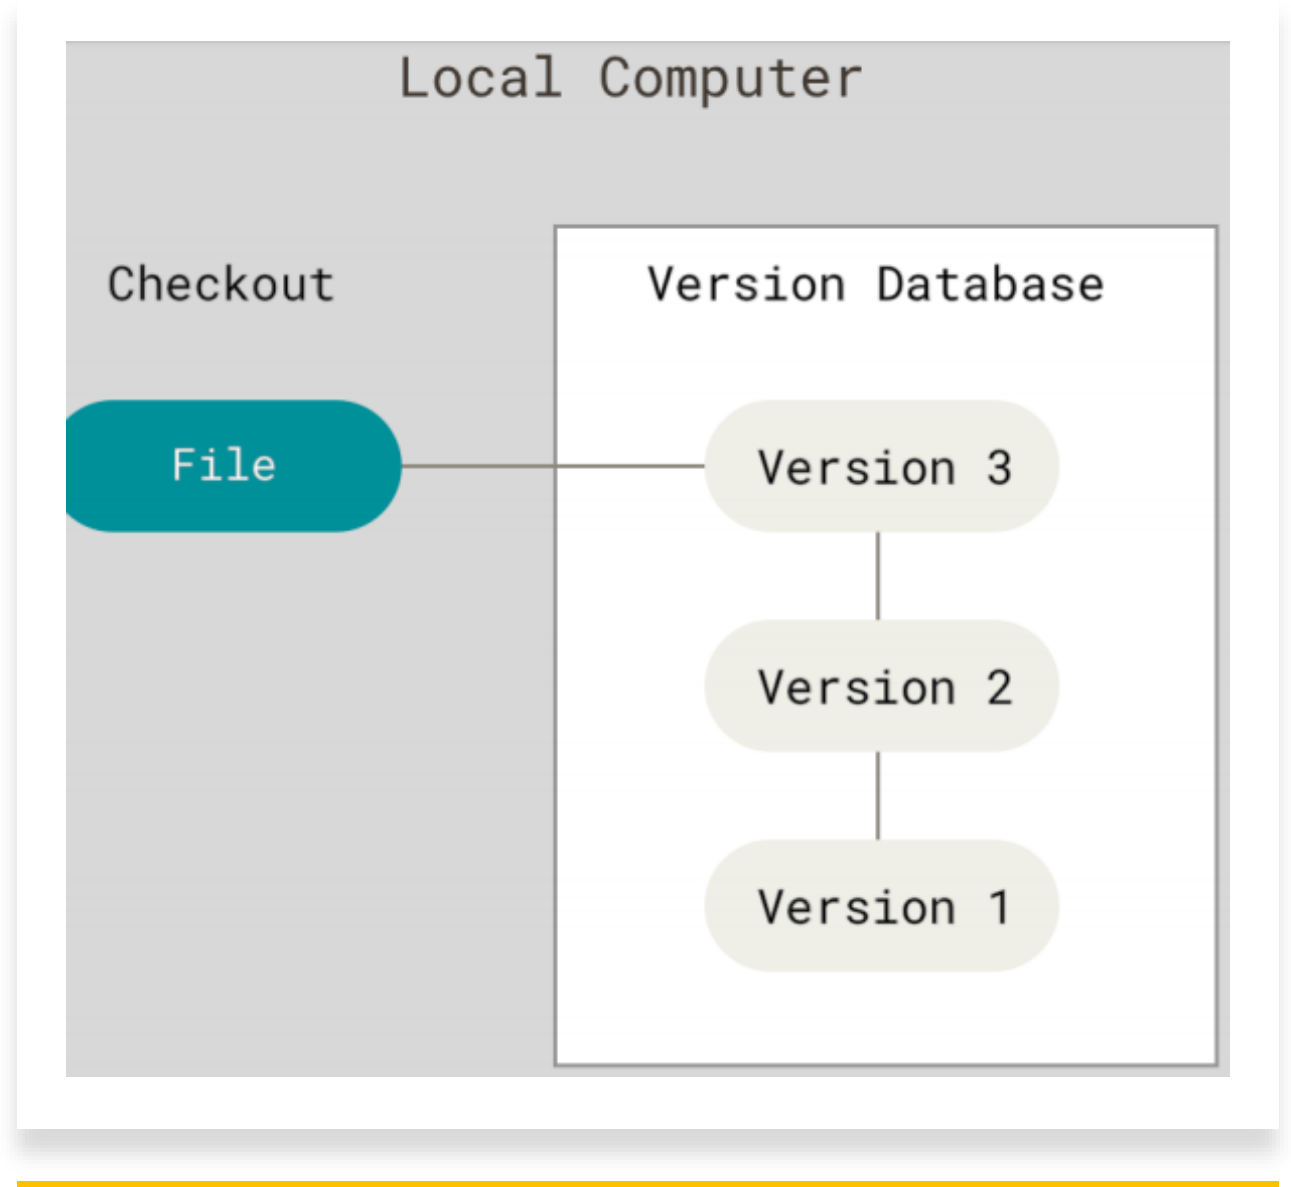 Local Computer
Checkout
Version Database
File
Version 3
Version 2
Version 1